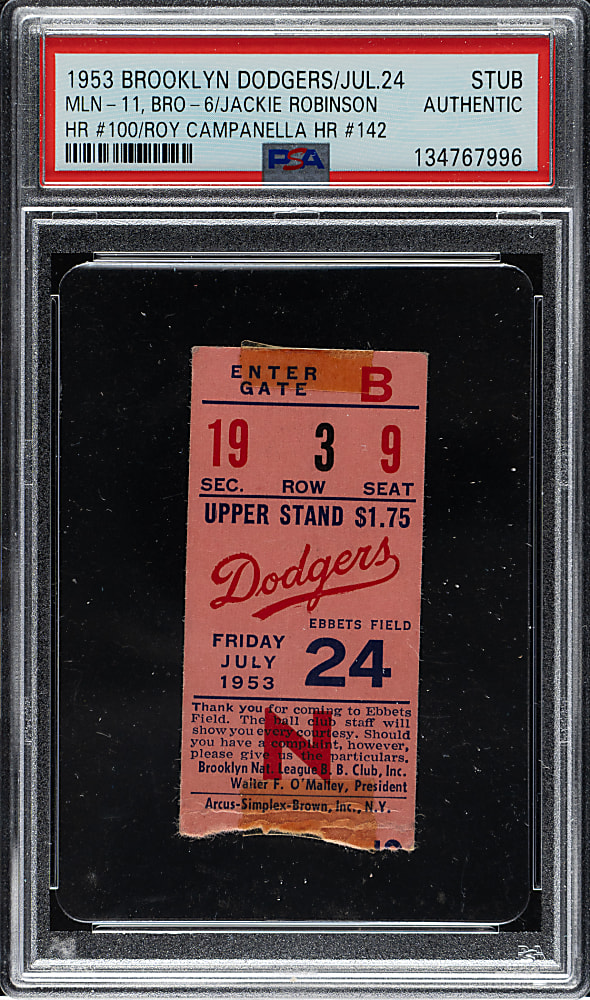 1953 BROOKLYN DODGERS/JUL.24 STUB
MLN-11, BRO-6/JACKIE ROBINSON AUTHENTIC
HR #100/ROY CAMPANELLA HR #142
PSA 134767996
ENTER
GATE B
19 3 9
SEC. ROW SEAT
UPPER STAND $1.75
Dodgers
EBBETS FIELD
FRIDAY
JULY 24
1953
Thank you for coming to Ebbets
Field. The ball club staff will
show you every courtesy. Should
you have a complaint, however,
please give us the particulars.
Brooklyn Nat. League B. B. Club, Inc.
Walter F. O'Malley, President
N
Arcus-Simplex-Brown, Inc., N.Y.
PSA